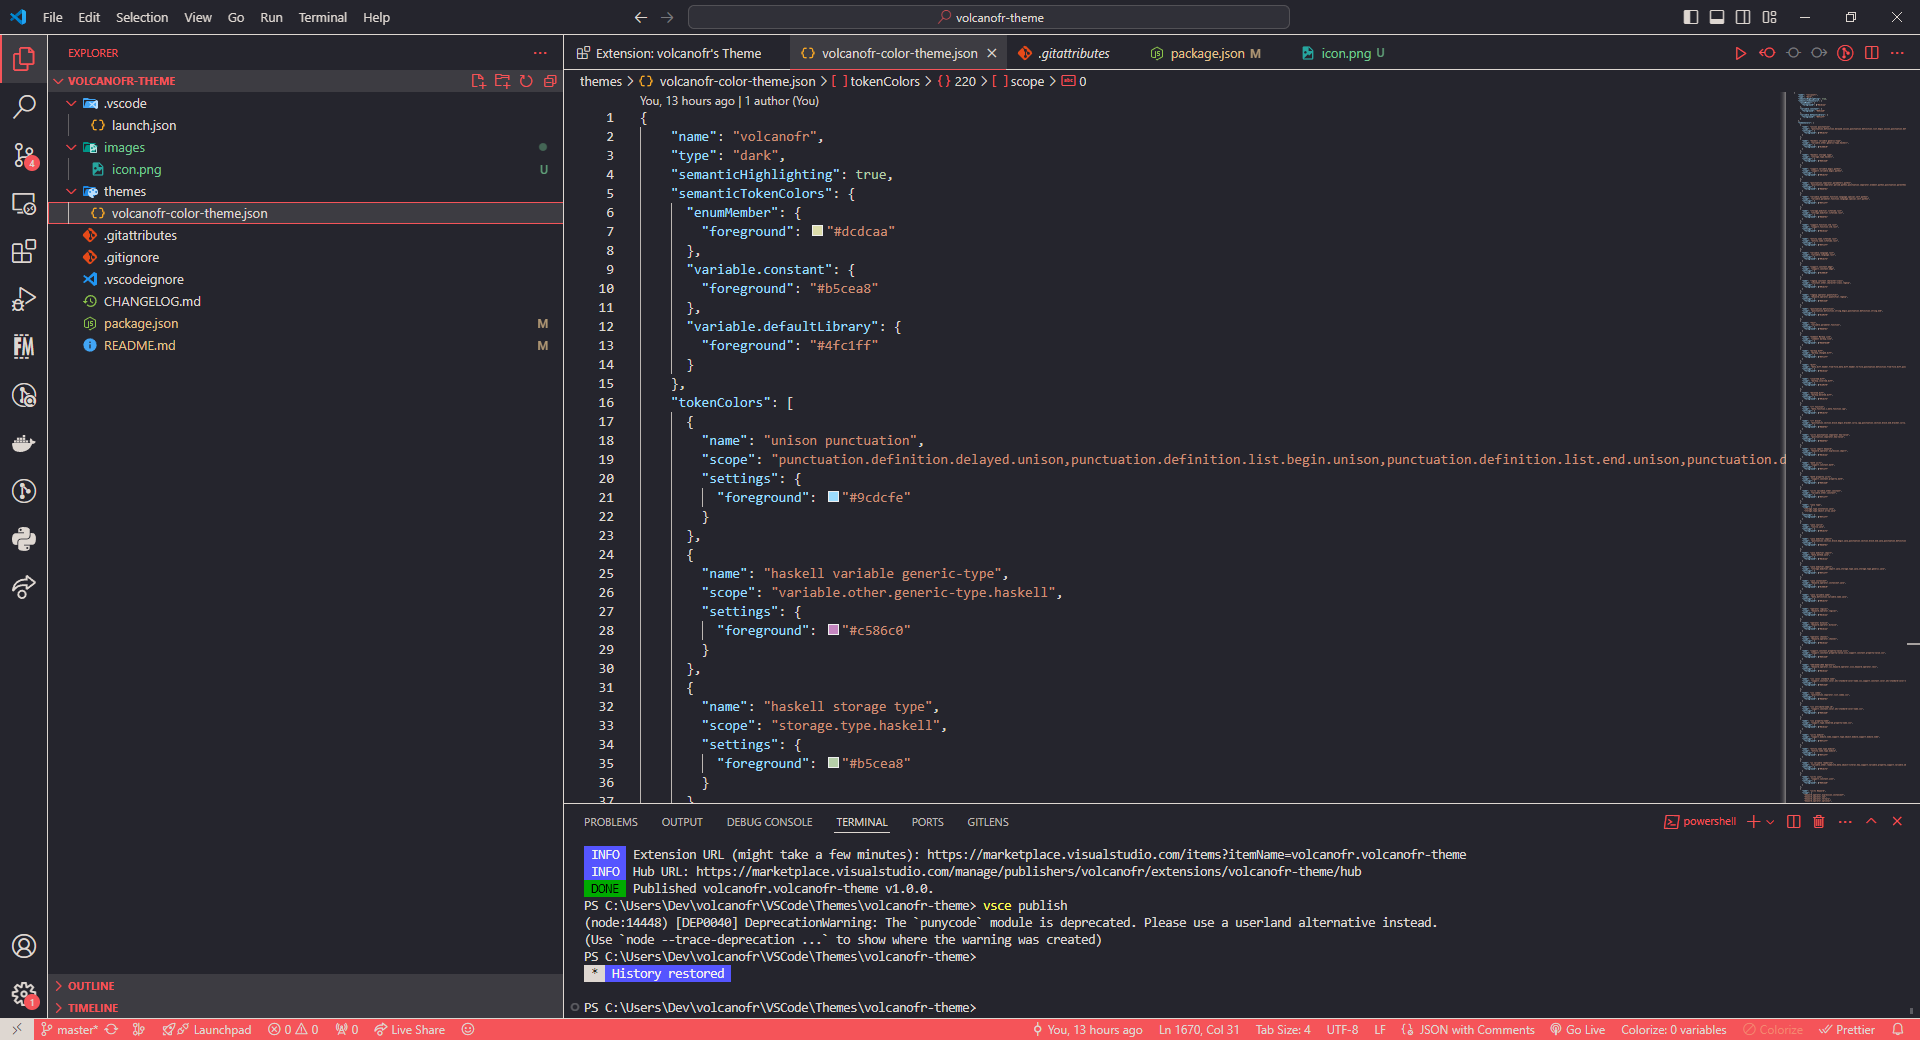 File Edit Selection View Go Run Terminal Help
volcanofr-theme
EXPLORER
VOLCANOFR-THEME
.vscode
launch.json
images
icon.png U
themes
volcanofr-color-theme.json
.gitattributes
.gitignore
.vscodeignore
CHANGELOG.md
package.json M
README.md M
OUTLINE
TIMELINE
4
FM
1
Extension: volcanofr's Theme volcanofr-color-theme.json .gitattributes package.json M icon.png U
themes > {} volcanofr-color-theme.json > [ ] tokenColors > {} 220 > [ ] scope > abc 0
You, 13 hours ago | 1 author (You)
1 {
2 "name": "volcanofr",
3 "type": "dark",
4 "semanticHighlighting": true,
5 "semanticTokenColors": {
6 "enumMember": {
7 "foreground": "#dcdcaa"
8 },
9 "variable.constant": {
10 "foreground": "#b5cea8"
11 },
12 "variable.defaultLibrary": {
13 "foreground": "#4fc1ff"
14 }
15 },
16 "tokenColors": [
17 {
18 "name": "unison punctuation",
19 "scope": "punctuation.definition.delayed.unison,punctuation.definition.list.begin.unison,punctuation.definition.list.end.unison,punctuation.d
20 "settings": {
21 "foreground": "#9cdcfe"
22 }
23 },
24 {
25 "name": "haskell variable generic-type",
26 "scope": "variable.other.generic-type.haskell",
27 "settings": {
28 "foreground": "#c586c0"
29 }
30 },
31 {
32 "name": "haskell storage type",
33 "scope": "storage.type.haskell",
34 "settings": {
35 "foreground": "#b5cea8"
36 }
37 }
PROBLEMS OUTPUT DEBUG CONSOLE TERMINAL PORTS GITLENS
powershell
INFO Extension URL (might take a few minutes): https://marketplace.visualstudio.com/items?itemName=volcanofr.volcanofr-theme
INFO Hub URL: https://marketplace.visualstudio.com/manage/publishers/volcanofr/extensions/volcanofr-theme/hub
DONE Published volcanofr.volcanofr-theme v1.0.0.
PS C:\Users\Dev\volcanofr\VSCode\Themes\volcanofr-theme> vsce publish
(node:14448) [DEP0040] DeprecationWarning: The `punycode` module is deprecated. Please use a userland alternative instead.
(Use `node --trace-deprecation ...` to show where the warning was created)
PS C:\Users\Dev\volcanofr\VSCode\Themes\volcanofr-theme>
* History restored
PS C:\Users\Dev\volcanofr\VSCode\Themes\volcanofr-theme>
master* Launchpad 0 0 0 Live Share You, 13 hours ago Ln 1670, Col 31 Tab Size: 4 UTF-8 LF {} JSON with Comments Go Live Colorize: 0 variables Colorize Prettier